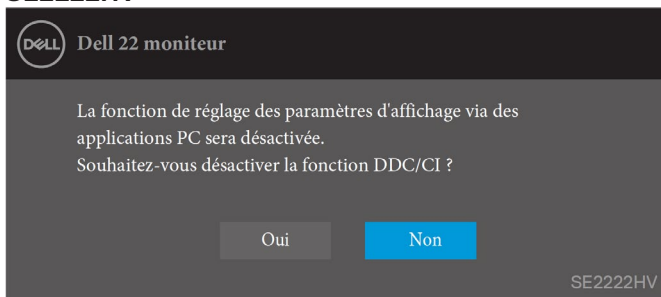 DELL
Dell 22 moniteur
La fonction de réglage des paramètres d'affichage via des
applications PC sera désactivée.
Souhaitez-vous désactiver la fonction DDC/CI ?
Oui
Non
SE2222HV